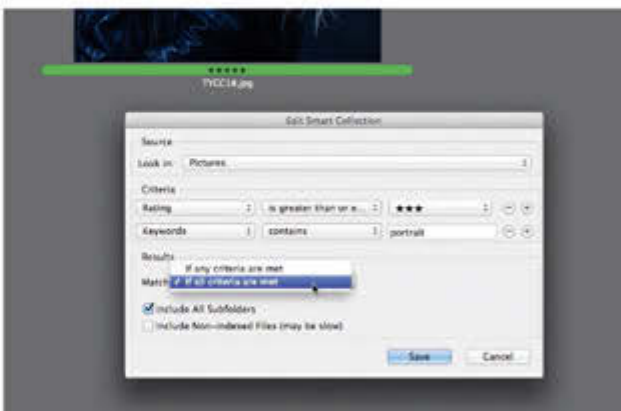 ★★★★★
TYCC14.jpg
Edit Smart Collection
Source
Look in: Pictures
Criteria
Rating is greater than or e... ★★★
Keywords contains portrait
Results
If any criteria are met
Match ✓ If all criteria are met
Include All Subfolders
Include Non-indexed Files (may be slow)
Save Cancel